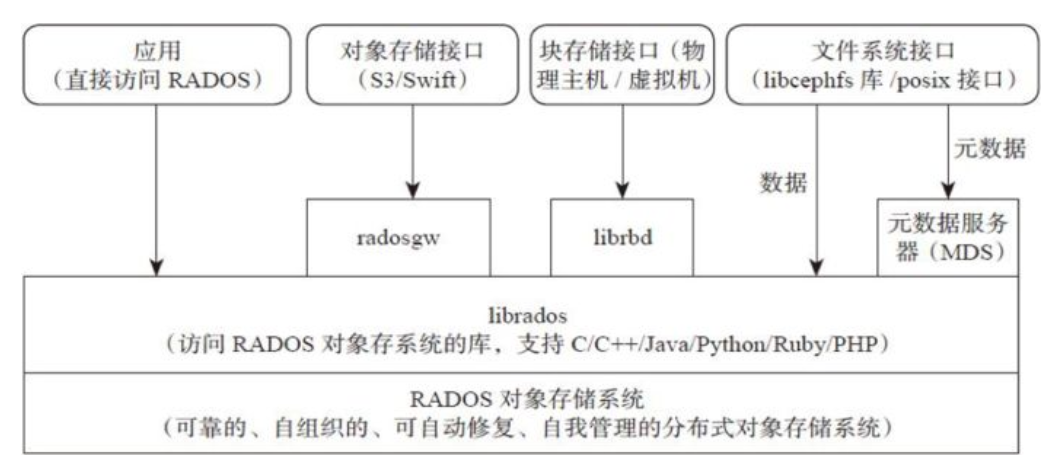 应用
（直接访问 RADOS）
对象存储接口
（S3/Swift）
块存储接口（物
理主机 / 虚拟机）
文件系统接口
（libcephfs 库 /posix 接口）
元数据
数据
radosgw
librbd
元数据服务
器（MDS）
librados
（访问 RADOS 对象存系统的库，支持 C/C++/Java/Python/Ruby/PHP）
RADOS 对象存储系统
（可靠的、自组织的、可自动修复、自我管理的分布式对象存储系统）